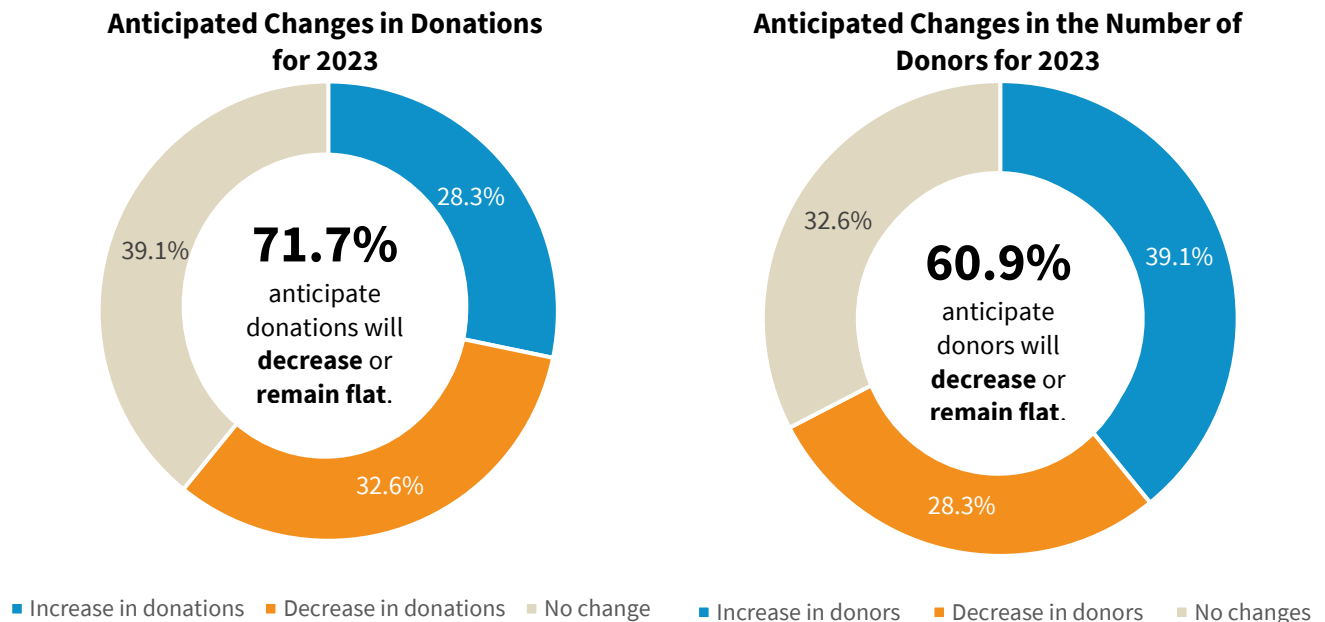 Anticipated Changes in Donations
for 2023
28.3%
39.1%
71.7%
anticipate
donations will
decrease or
remain flat.
32.6%
Increase in donations Decrease in donations No change
Anticipated Changes in the Number of
Donors for 2023
32.6%
39.1%
60.9%
anticipate
donors will
decrease or
remain flat.
28.3%
Increase in donors Decrease in donors No changes